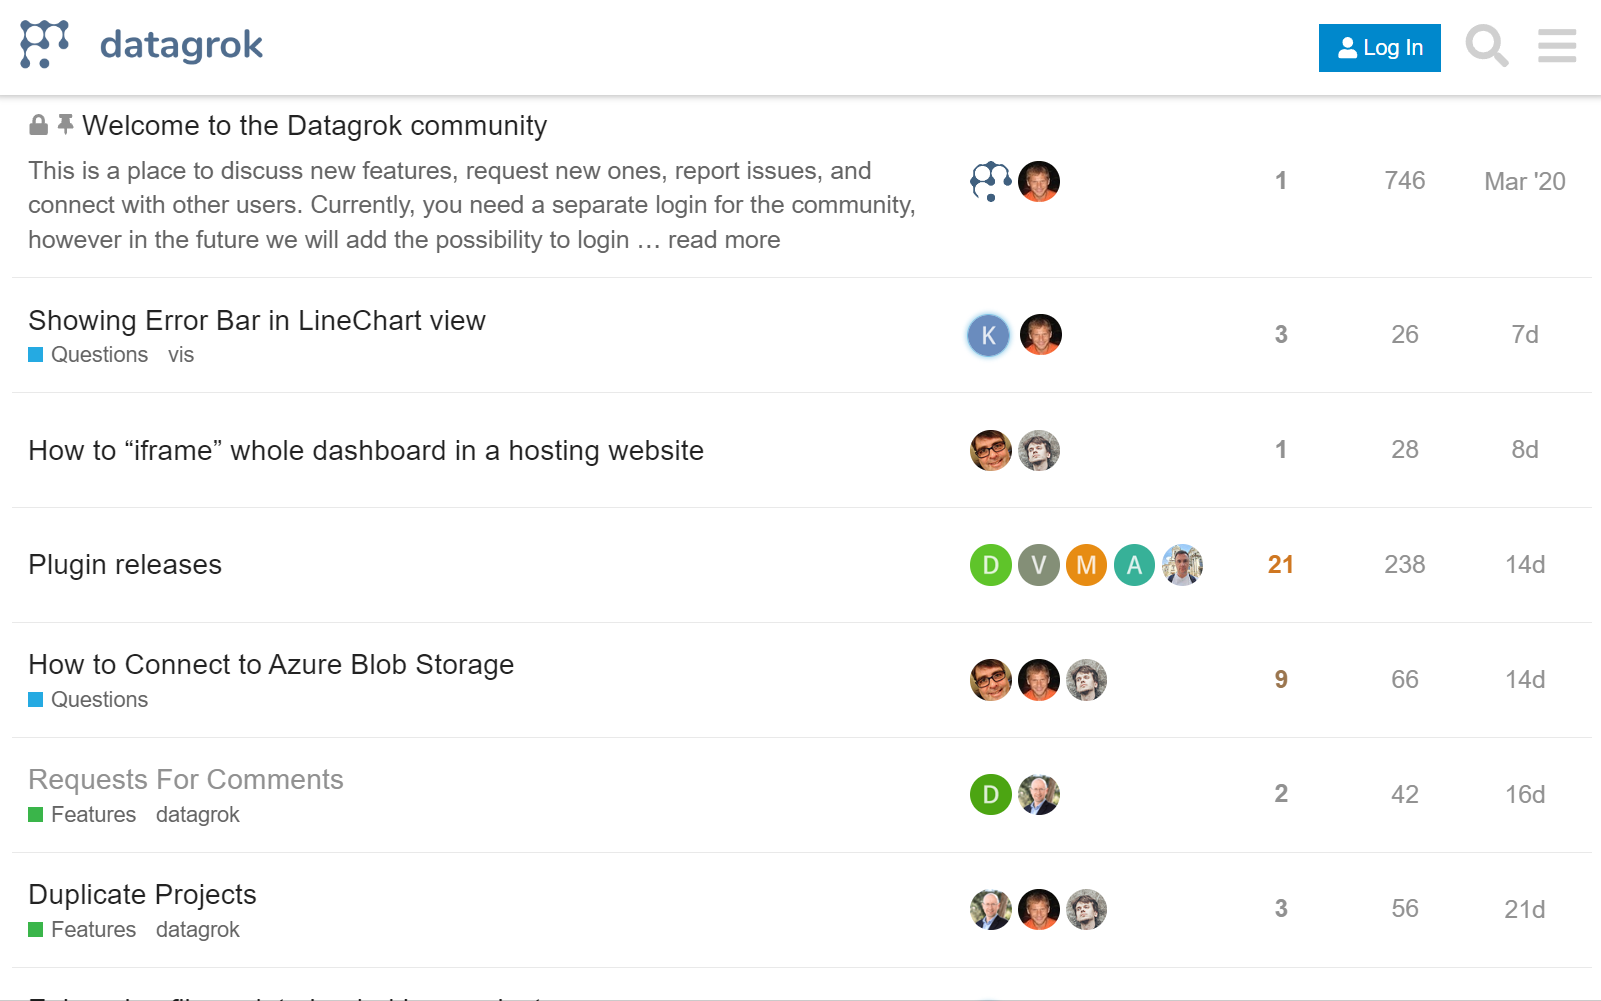 datagrok
Log In
Welcome to the Datagrok community
This is a place to discuss new features, request new ones, report issues, and
connect with other users. Currently, you need a separate login for the community,
however in the future we will add the possibility to login … read more
1 746 Mar '20
Showing Error Bar in LineChart view
Questions vis
K
3 26 7d
How to “iframe” whole dashboard in a hosting website
1 28 8d
Plugin releases
D V M A
21 238 14d
How to Connect to Azure Blob Storage
Questions
9 66 14d
Requests For Comments
Features datagrok
D
2 42 16d
Duplicate Projects
Features datagrok
3 56 21d